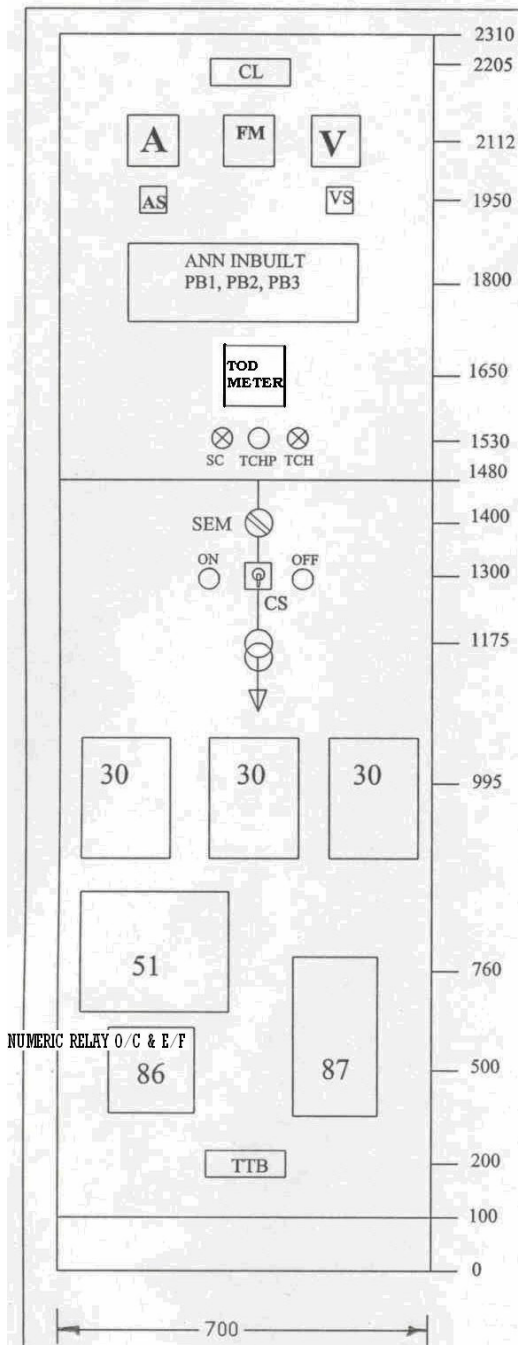 2310
CL
2205
A
FM
V
2112
AS
VS
1950
ANN INBUILT
PB1, PB2, PB3
1800
TOD
METER
1650
1530
SC TCHP TCH
1480
SEM
1400
ON
OFF
1300
CS
1175
30
30
30
995
51
760
NUMERIC RELAY O/C & E/F
86
87
500
TTB
200
100
0
700